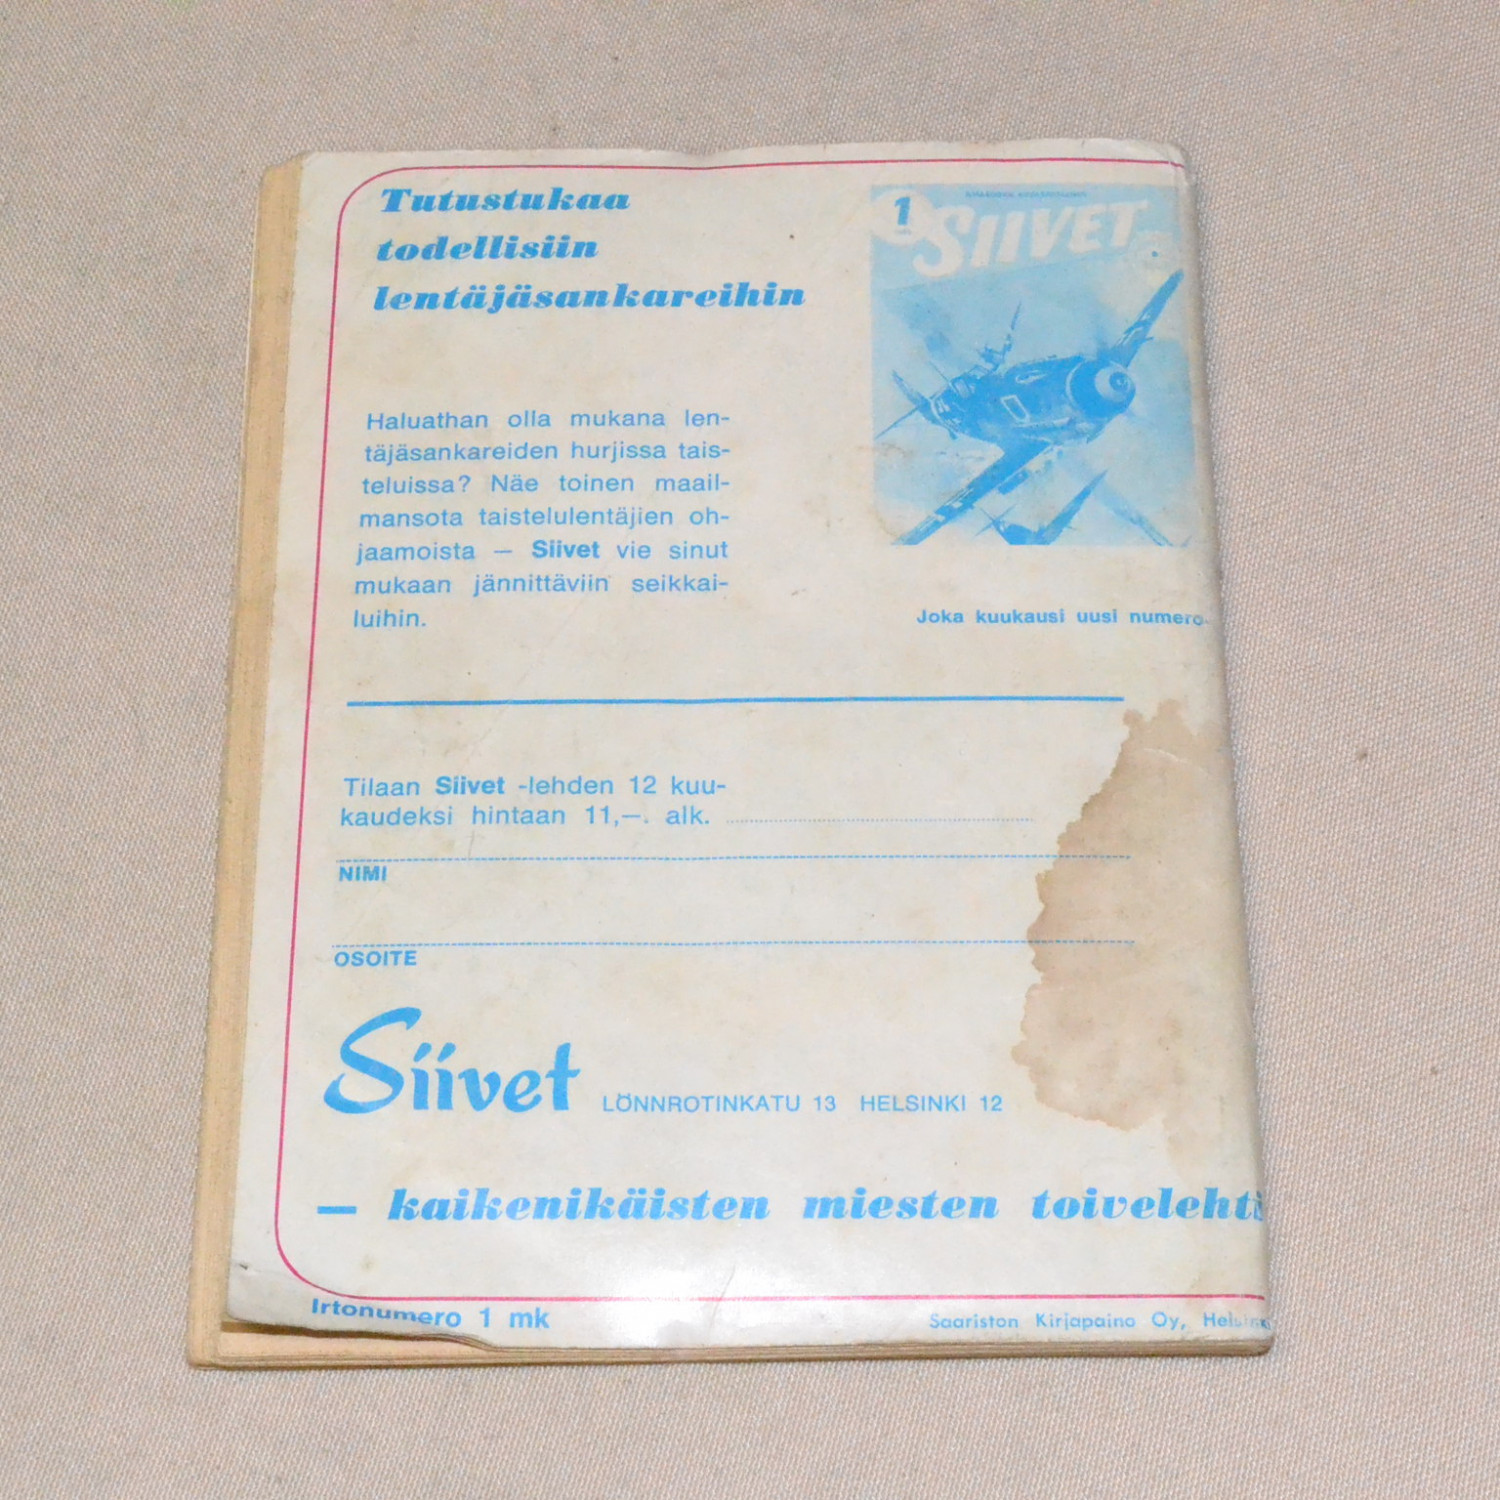 Tutustukaa
todellisiin
lentäjäsankareihin
1
SIIVET
Haluathan olla mukana len-
täjäsankareiden hurjissa tais-
teluissa? Näe toinen maail-
mansota taistelulentäjien oh-
jaamoista — Siivet vie sinut
mukaan jännittäviin seikkai-
luihin.
Joka kuukausi uusi numero.
Tilaan Siivet -lehden 12 kuu-
kaudeksi hintaan 11,—. alk.
NIMI
OSOITE
Siivet LÖNNROTINKATU 13 HELSINKI 12
— kaikenikäisten miesten toivelehti
Irtonumero 1 mk
Saariston Kirjapaino Oy, Helsinki